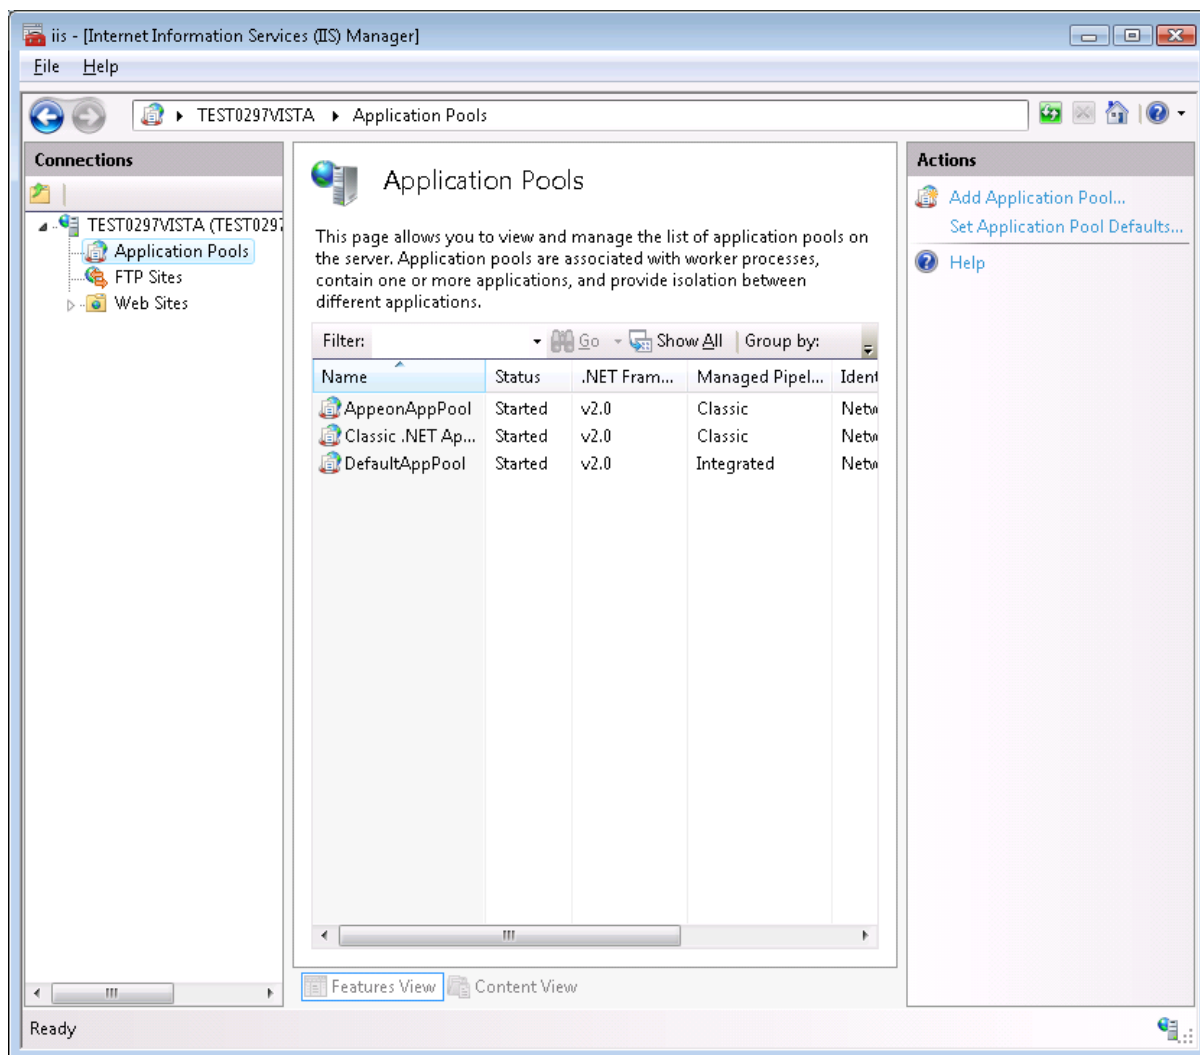 iis - [Internet Information Services (IIS) Manager]
File Help
TEST0297VISTA Application Pools
Connections
TEST0297VISTA (TEST0297
Application Pools
FTP Sites
Web Sites
Application Pools
This page allows you to view and manage the list of application pools on
the server. Application pools are associated with worker processes,
contain one or more applications, and provide isolation between
different applications.
Filter: Go Show All Group by:
Name Status .NET Fram... Managed Pipel... Ident
AppeonAppPool Started v2.0 Classic Netw
Classic .NET Ap... Started v2.0 Classic Netw
DefaultAppPool Started v2.0 Integrated Netw
Features View Content View
Actions
Add Application Pool...
Set Application Pool Defaults...
Help
Ready